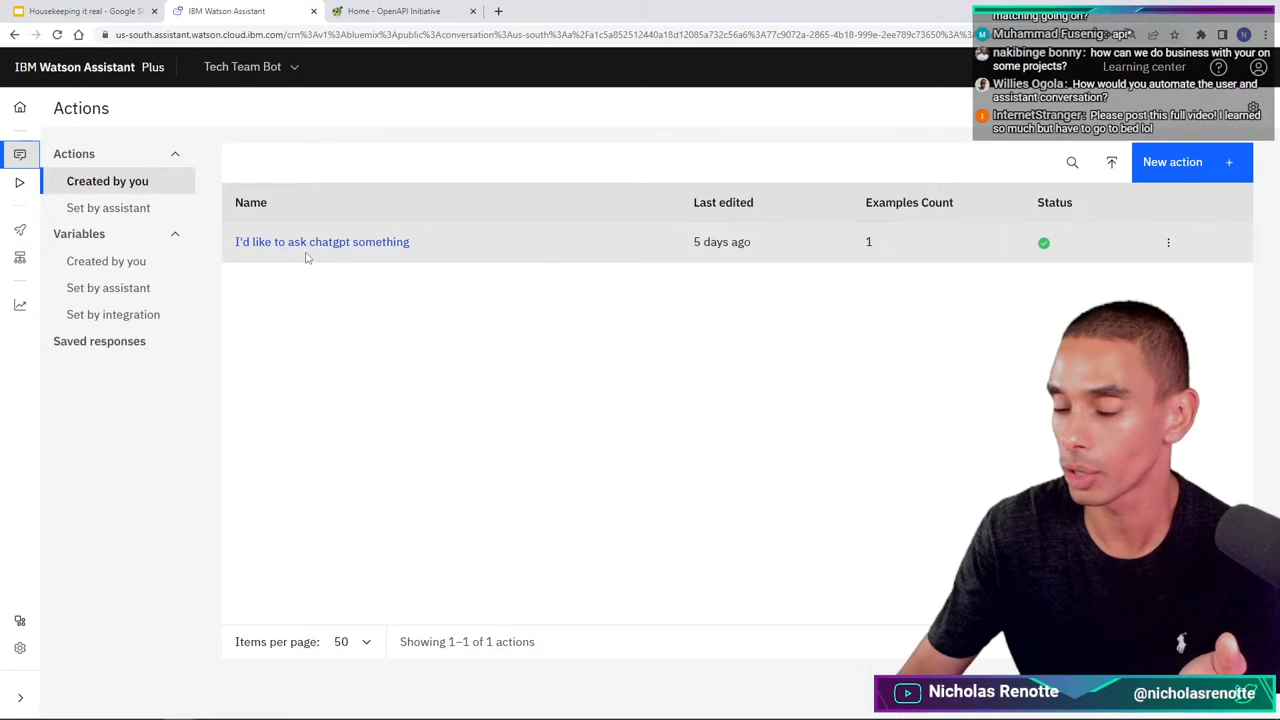 Housekeeping it real - Google Sl
IBM Watson Assistant
Home - OpenAPI Initiative
matching going on?
Muhammad Fusenig: api*
nakibinge bonny: how can we do business with your on
some projects?
Willies Ogola: How would you automate the user and
assistant conversation?
InternetStranger: Please post this full video! I learned
so much but have to go to bed lol
IBM Watson Assistant Plus
Tech Team Bot
Learning center
Actions
Actions
Created by you
Set by assistant
Variables
Created by you
Set by assistant
Set by integration
Saved responses
New action +
Name
Last edited
Examples Count
Status
I'd like to ask chatgpt something
5 days ago
1
Items per page: 50
Showing 1–1 of 1 actions
Nicholas Renotte
@nicholasrenotte